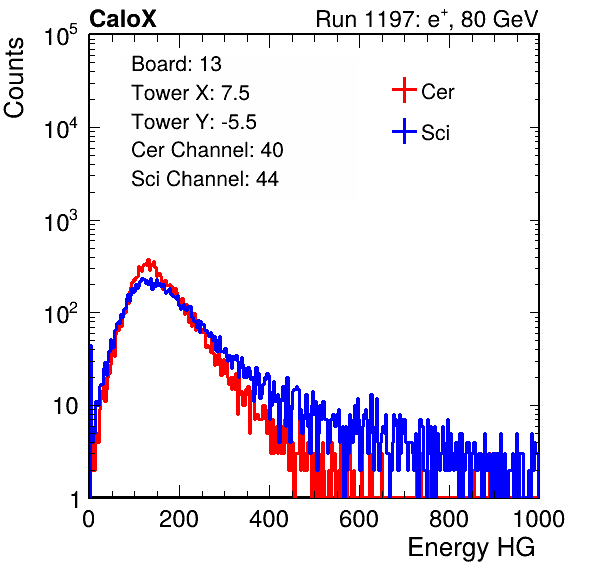 CaloX Run 1197: e⁺, 80 GeV
Counts
10⁵
10⁴
10³
10²
10
1
Board: 13
Tower X: 7.5
Tower Y: -5.5
Cer Channel: 40
Sci Channel: 44
Cer
Sci
0 200 400 600 800 1000
Energy HG